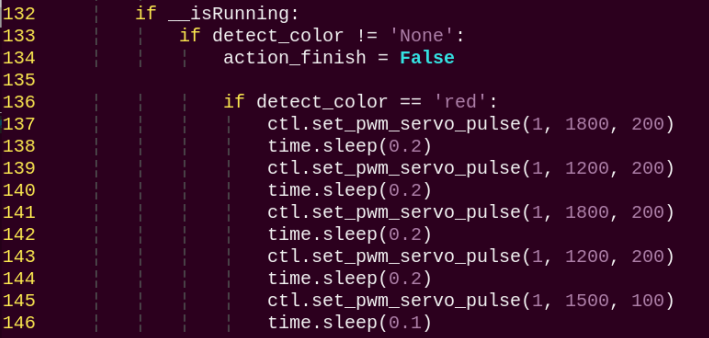 132 if __isRunning:
133 if detect_color != 'None':
134 action_finish = False
135
136 if detect_color == 'red':
137 ctl.set_pwm_servo_pulse(1, 1800, 200)
138 time.sleep(0.2)
139 ctl.set_pwm_servo_pulse(1, 1200, 200)
140 time.sleep(0.2)
141 ctl.set_pwm_servo_pulse(1, 1800, 200)
142 time.sleep(0.2)
143 ctl.set_pwm_servo_pulse(1, 1200, 200)
144 time.sleep(0.2)
145 ctl.set_pwm_servo_pulse(1, 1500, 100)
146 time.sleep(0.1)